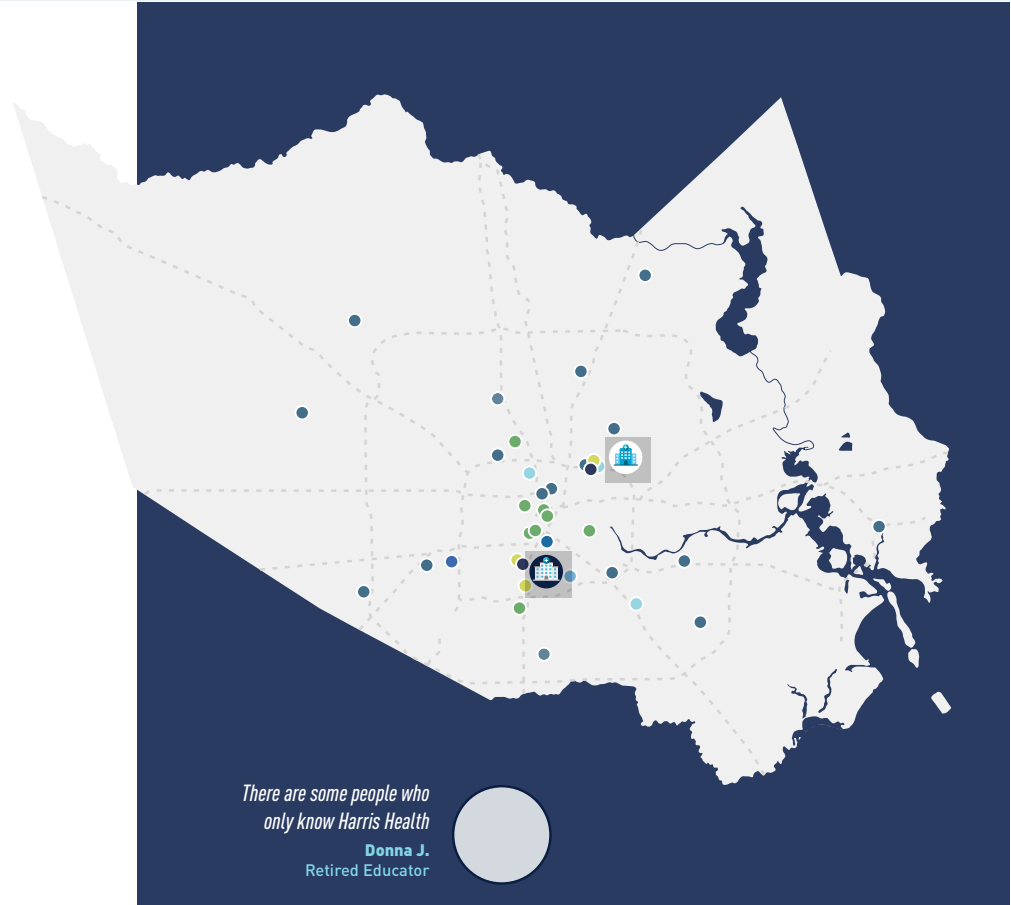 There are some people who
only know Harris Health
Donna J.
Retired Educator